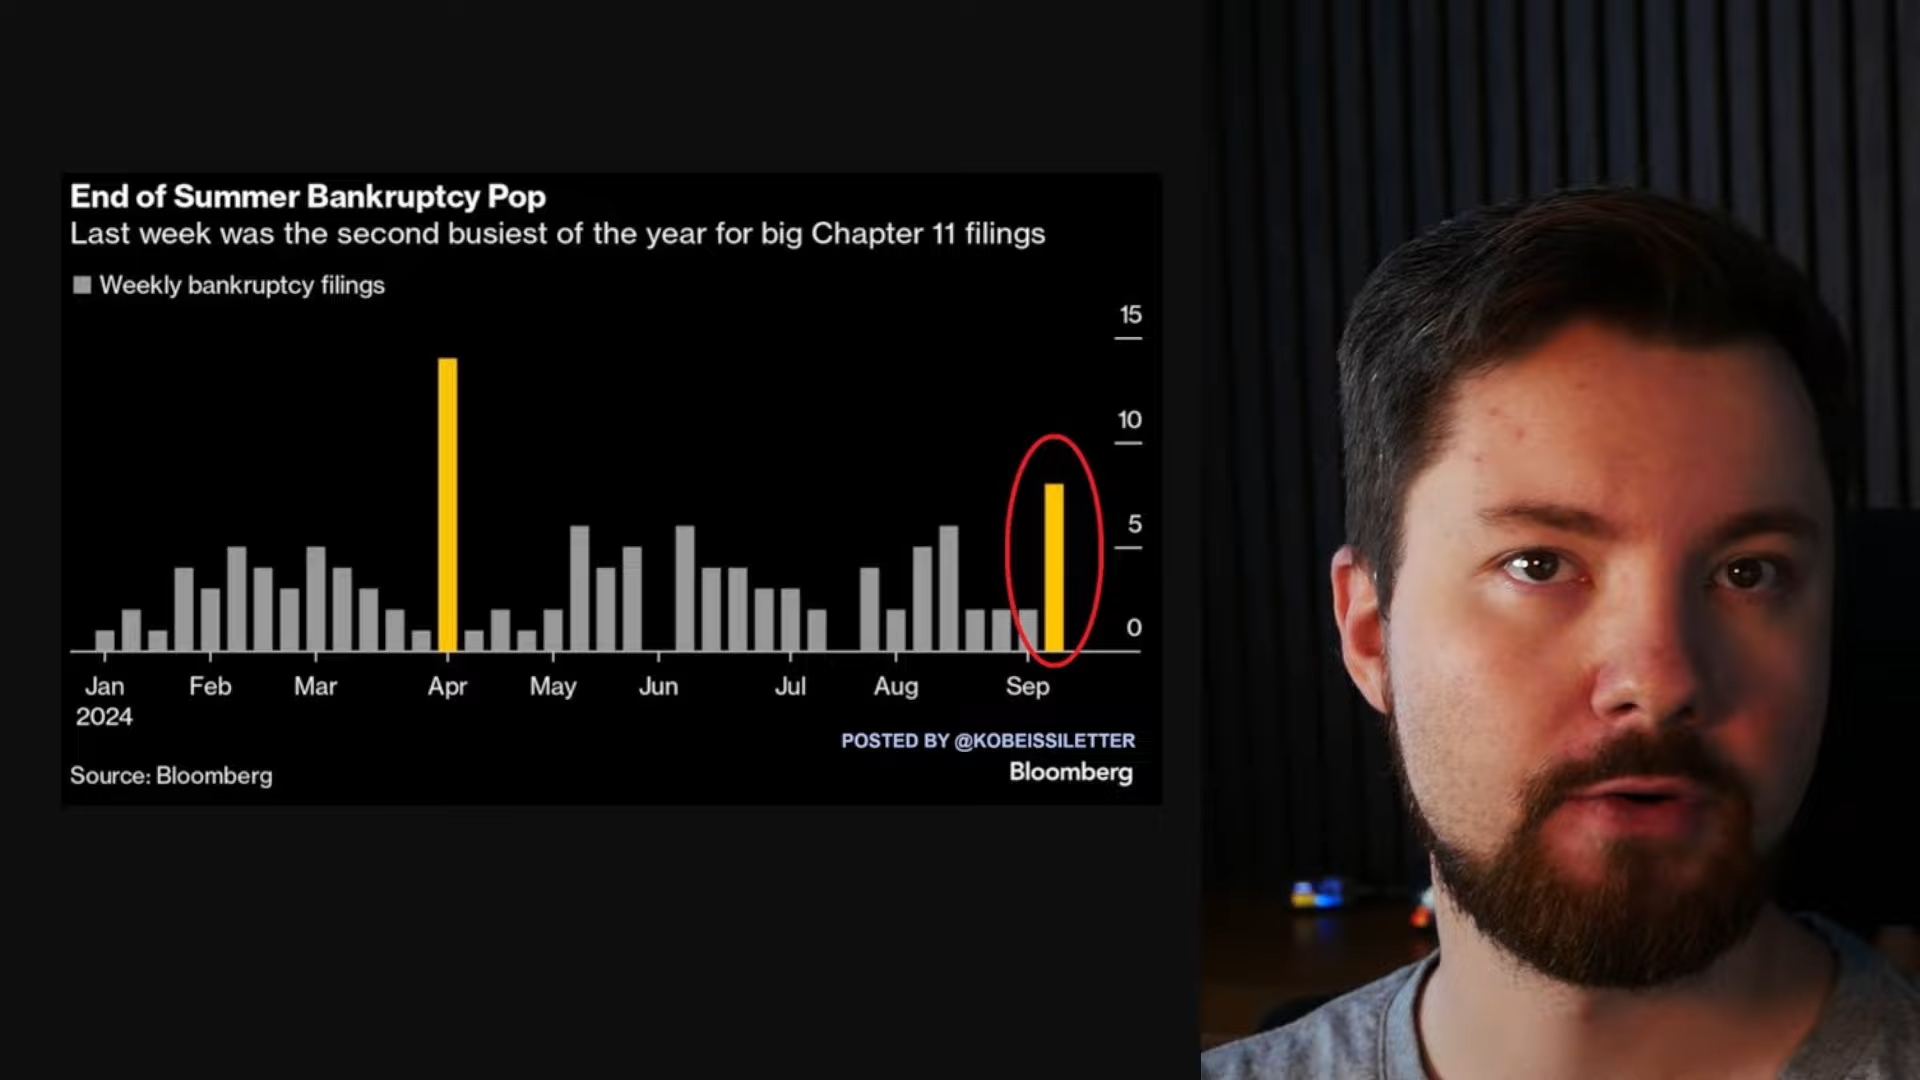 End of Summer Bankruptcy Pop
Last week was the second busiest of the year for big Chapter 11 filings
Weekly bankruptcy filings
15
10
5
0
Jan Feb Mar Apr May Jun Jul Aug Sep
2024
POSTED BY @KOBEISSILETTER
Source: Bloomberg
Bloomberg